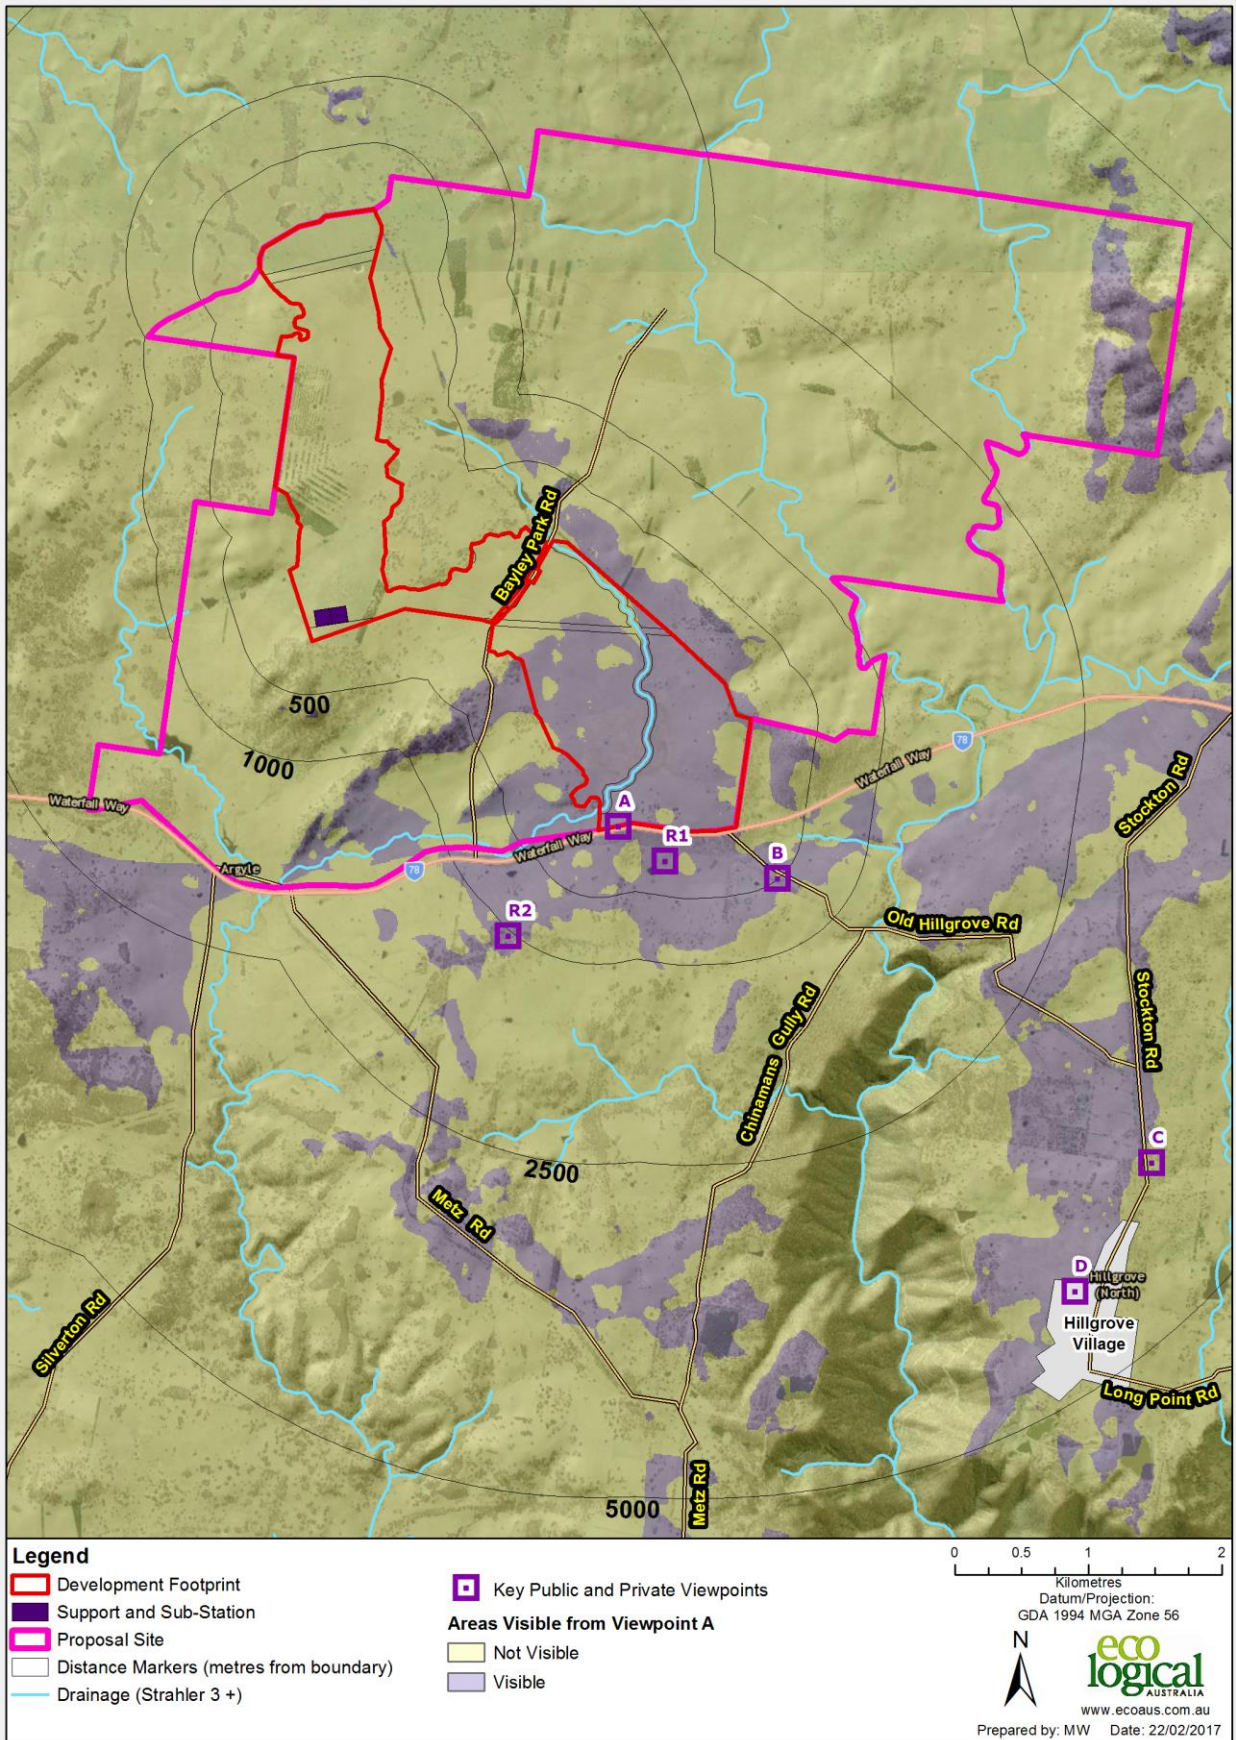 Bayley Park Rd
500
1000
Waterfall Way
78
Waterfall Way
Stockton Rd
Waterfall Way
A
R1
B
Argyle
78
R2
Old Hillgrove Rd
Stockton Rd
Chinamans Gully Rd
C
2500
Metz Rd
D
Hillgrove
(North)
Hillgrove
Village
Silverton Rd
Long Point Rd
5000
Metz Rd
Legend
Development Footprint
Support and Sub-Station
Proposal Site
Distance Markers (metres from boundary)
Drainage (Strahler 3 +)
Key Public and Private Viewpoints
Areas Visible from Viewpoint A
Not Visible
Visible
0 0.5 1 2
Kilometres
Datum/Projection:
GDA 1994 MGA Zone 56
N
eco
logical
AUSTRALIA
www.ecoaus.com.au
Prepared by: MW Date: 22/02/2017